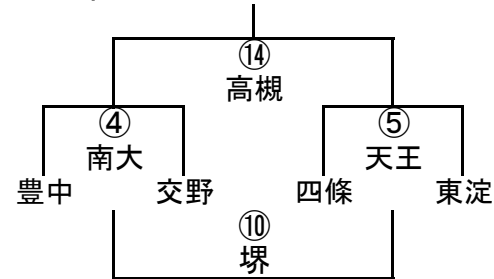 ⑭
高槻
④ ⑤
南大 天王
豊中 交野 四條 東淀
⑩
堺